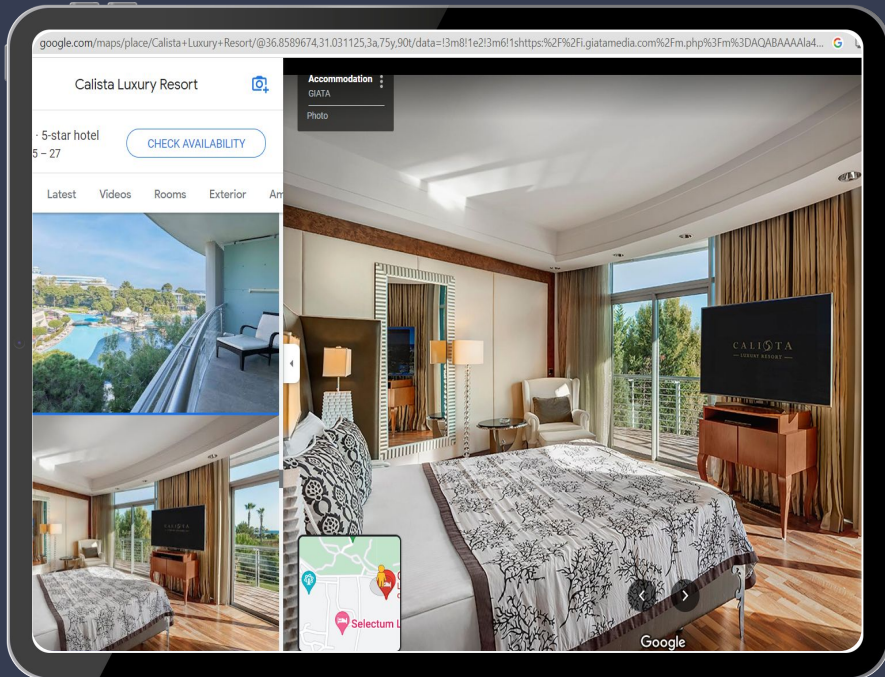 google.com/maps/place/Calista+Luxury+Resort/@36.8589674,31.031125,3a,75y,90t/data=!3m8!1e2!3m6!1shttps:%2F%2Fi.giatamedia.com%2Fm.php%3Fm%3DAQABAAAAla4...
Calista Luxury Resort
· 5-star hotel
5 – 27
CHECK AVAILABILITY
Latest Videos Rooms Exterior Am
Accommodation
GIATA
Photo
CALISTA
LUXURY RESORT
CALISTA
Selectum L
Google